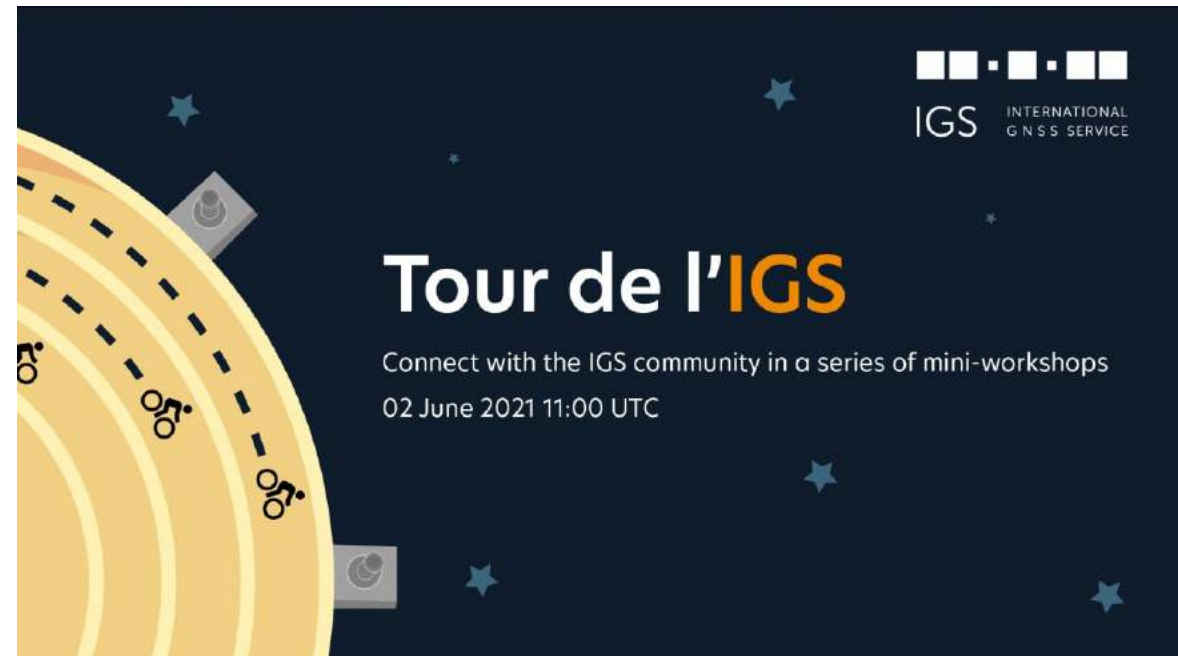 IGS INTERNATIONAL
GNSS SERVICE
Tour de l'IGS
Connect with the IGS community in a series of mini-workshops
02 June 2021 11:00 UTC